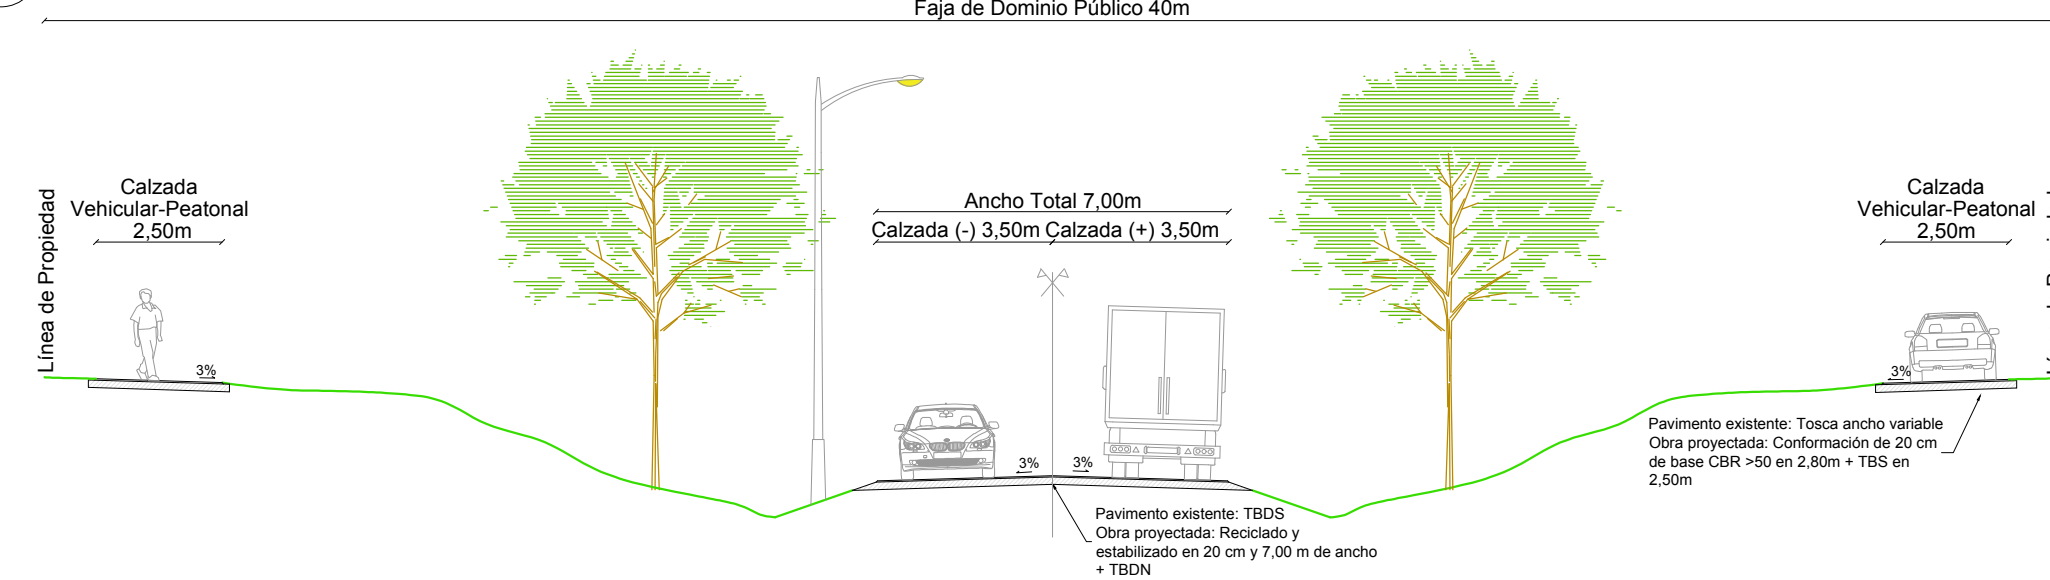 Faja de Dominio Público 40m
Línea de Propiedad
Calzada
Vehicular-Peatonal
2,50m
3%
Ancho Total 7,00m
Calzada (-) 3,50m Calzada (+) 3,50m
3%
3%
Pavimento existente: TBDS
Obra proyectada: Reciclado y
estabilizado en 20 cm y 7,00 m de ancho
+ TBDN
Calzada
Vehicular-Peatonal
2,50m
3%
Pavimento existente: Tosca ancho variable
Obra proyectada: Conformación de 20 cm
de base CBR >50 en 2,80m + TBS en
2,50m